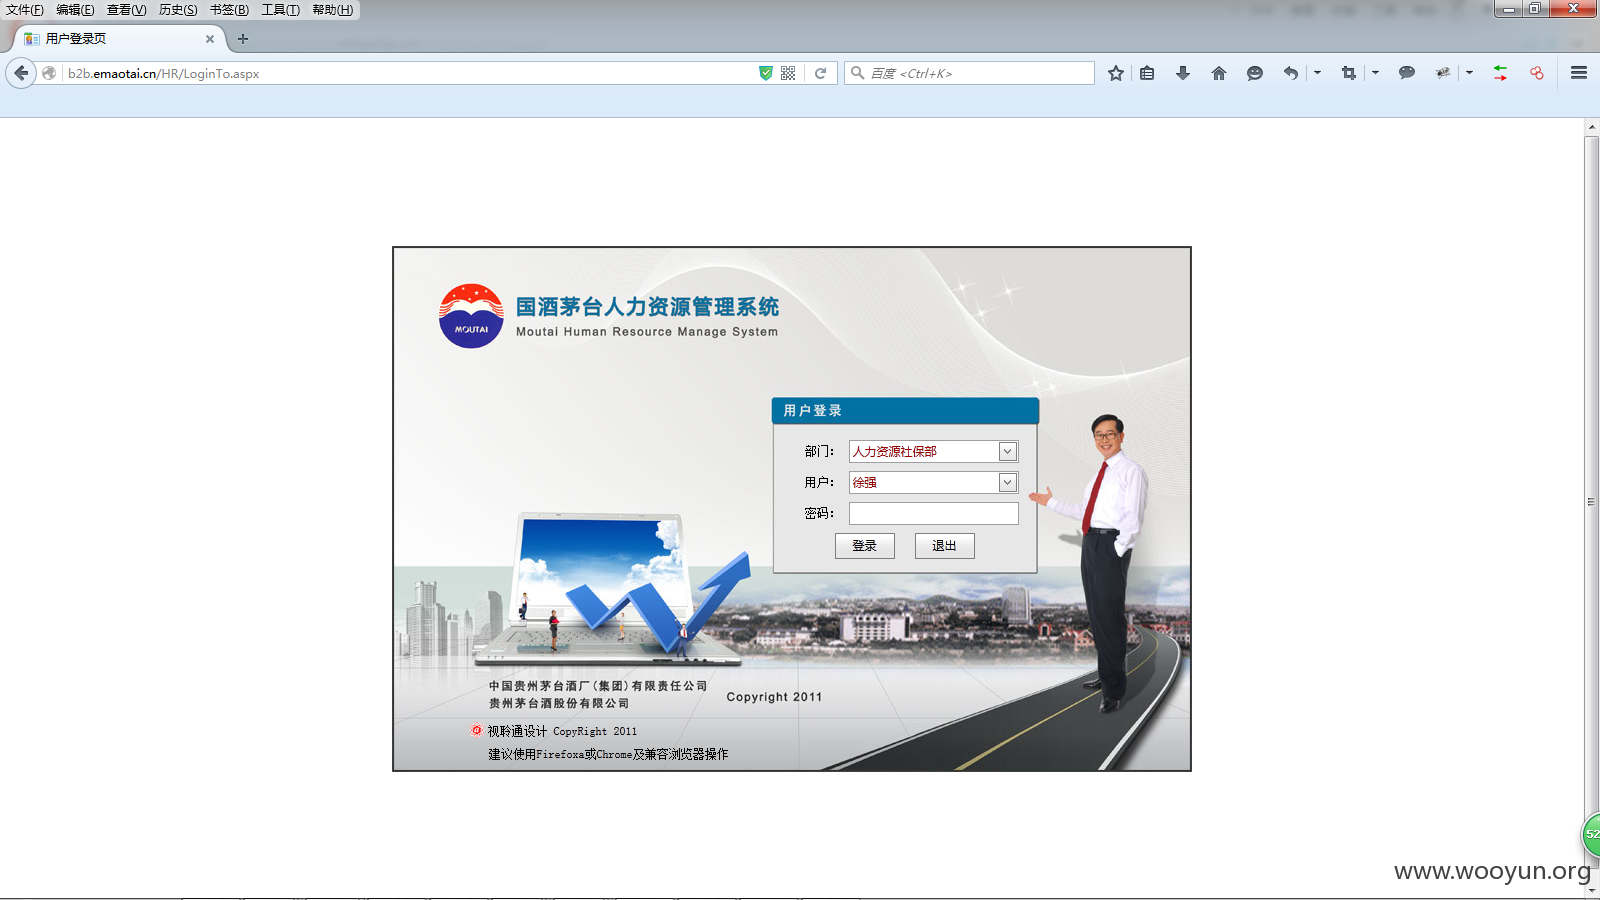 文件(F) 编辑(E) 查看(V) 历史(S) 书签(B) 工具(T) 帮助(H)
用户登录页
b2b.emaotai.cn/HR/LoginTo.aspx
百度 <Ctrl+K>
国酒茅台人力资源管理系统
MOUTAI
Moutai Human Resource Manage System
用户登录
部门：
人力资源社保部
用户：
徐强
密码：
登录
退出
中国贵州茅台酒厂(集团)有限责任公司
贵州茅台酒股份有限公司
Copyright 2011
视聆通设计 CopyRight 2011
建议使用Firefoxa或Chrome及兼容浏览器操作
52
www.wooyun.org